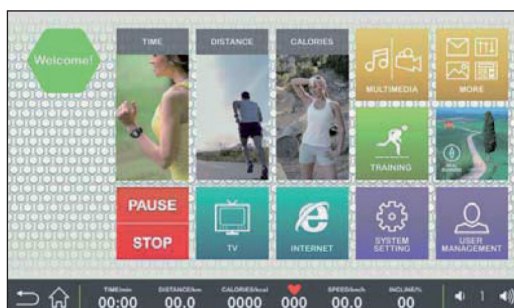 Welcome!
TIME
DISTANCE
CALORIES
MULTIMEDIA
MORE
TRAINING
PAUSE
STOP
TV
INTERNET
SYSTEM
SETTING
USER
MANAGEMENT
TIME/min
DISTANCE/km
CALORIES/kcal
SPEED/km/h
INCLINE/%
00:00
00.0
0000
000
00.0
00
1